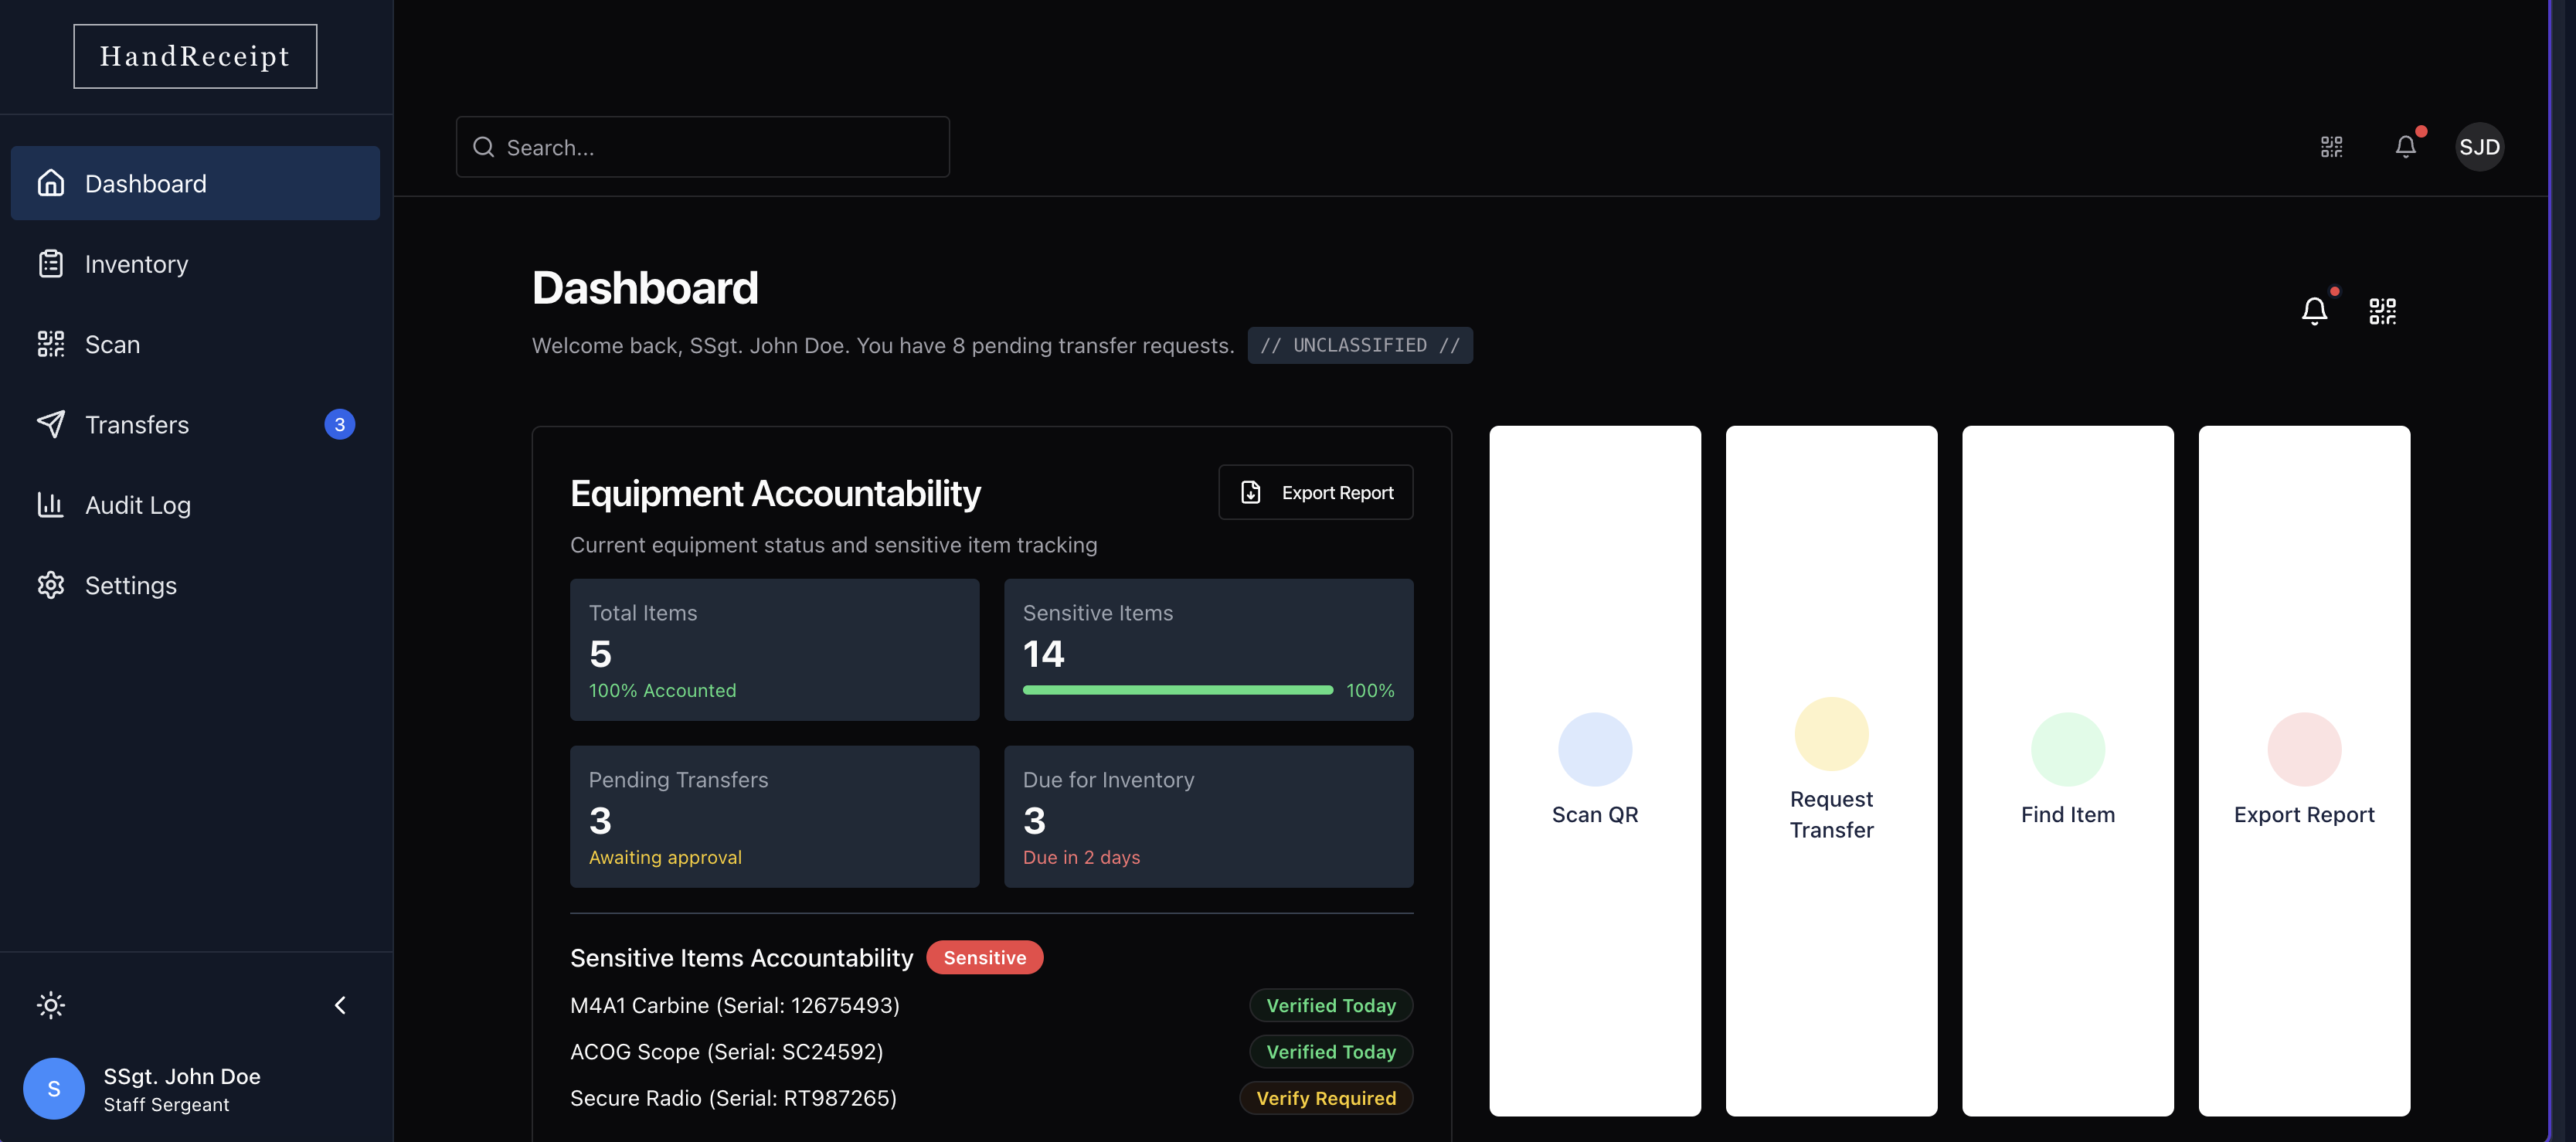 HandReceipt
Dashboard
Inventory
Scan
Transfers 3
Audit Log
Settings
S
SSgt. John Doe
Staff Sergeant
Search...
SJD
Dashboard
Welcome back, SSgt. John Doe. You have 8 pending transfer requests. // UNCLASSIFIED //
Equipment Accountability
Export Report
Current equipment status and sensitive item tracking
Total Items
5
100% Accounted
Sensitive Items
14
100%
Pending Transfers
3
Awaiting approval
Due for Inventory
3
Due in 2 days
Sensitive Items Accountability Sensitive
M4A1 Carbine (Serial: 12675493) Verified Today
ACOG Scope (Serial: SC24592) Verified Today
Secure Radio (Serial: RT987265) Verify Required
Scan QR
Request
Transfer
Find Item
Export Report